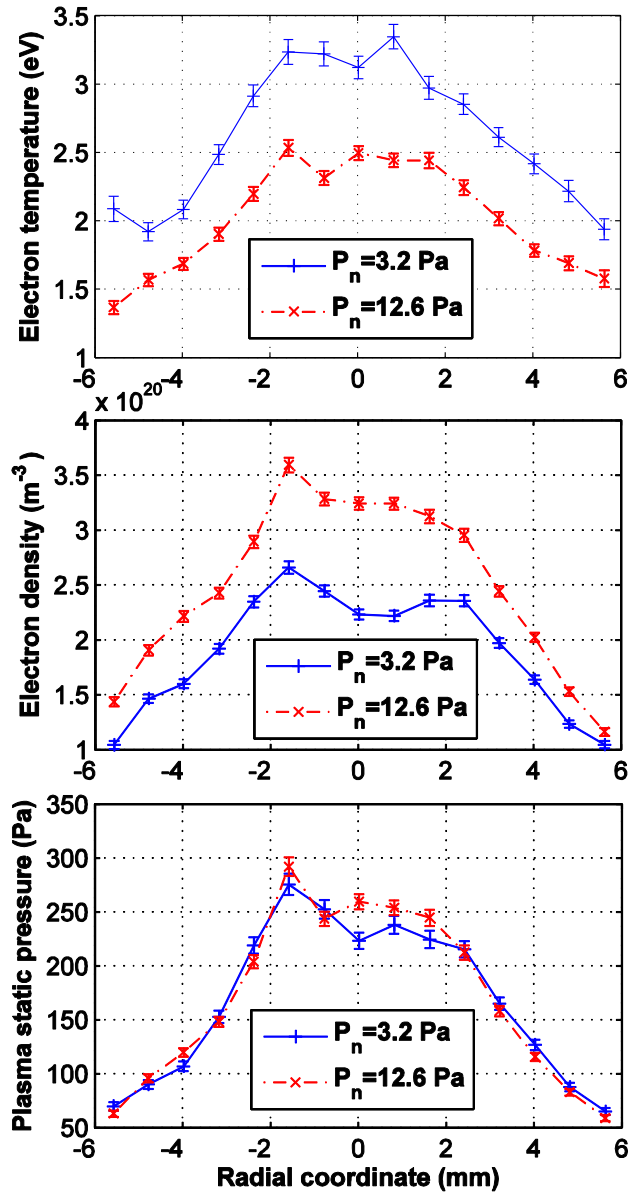 Electron temperature (eV)
3.5
3
2.5
2
1.5
1
P_n=3.2 Pa
P_n=12.6 Pa
-6 -4 -2 0 2 4 6
x 10^20
Electron density (m^-3)
4
3.5
3
2.5
2
1.5
1
P_n=3.2 Pa
P_n=12.6 Pa
-6 -4 -2 0 2 4 6
Plasma static pressure (Pa)
350
300
250
200
150
100
50
P_n=3.2 Pa
P_n=12.6 Pa
-6 -4 -2 0 2 4 6
Radial coordinate (mm)